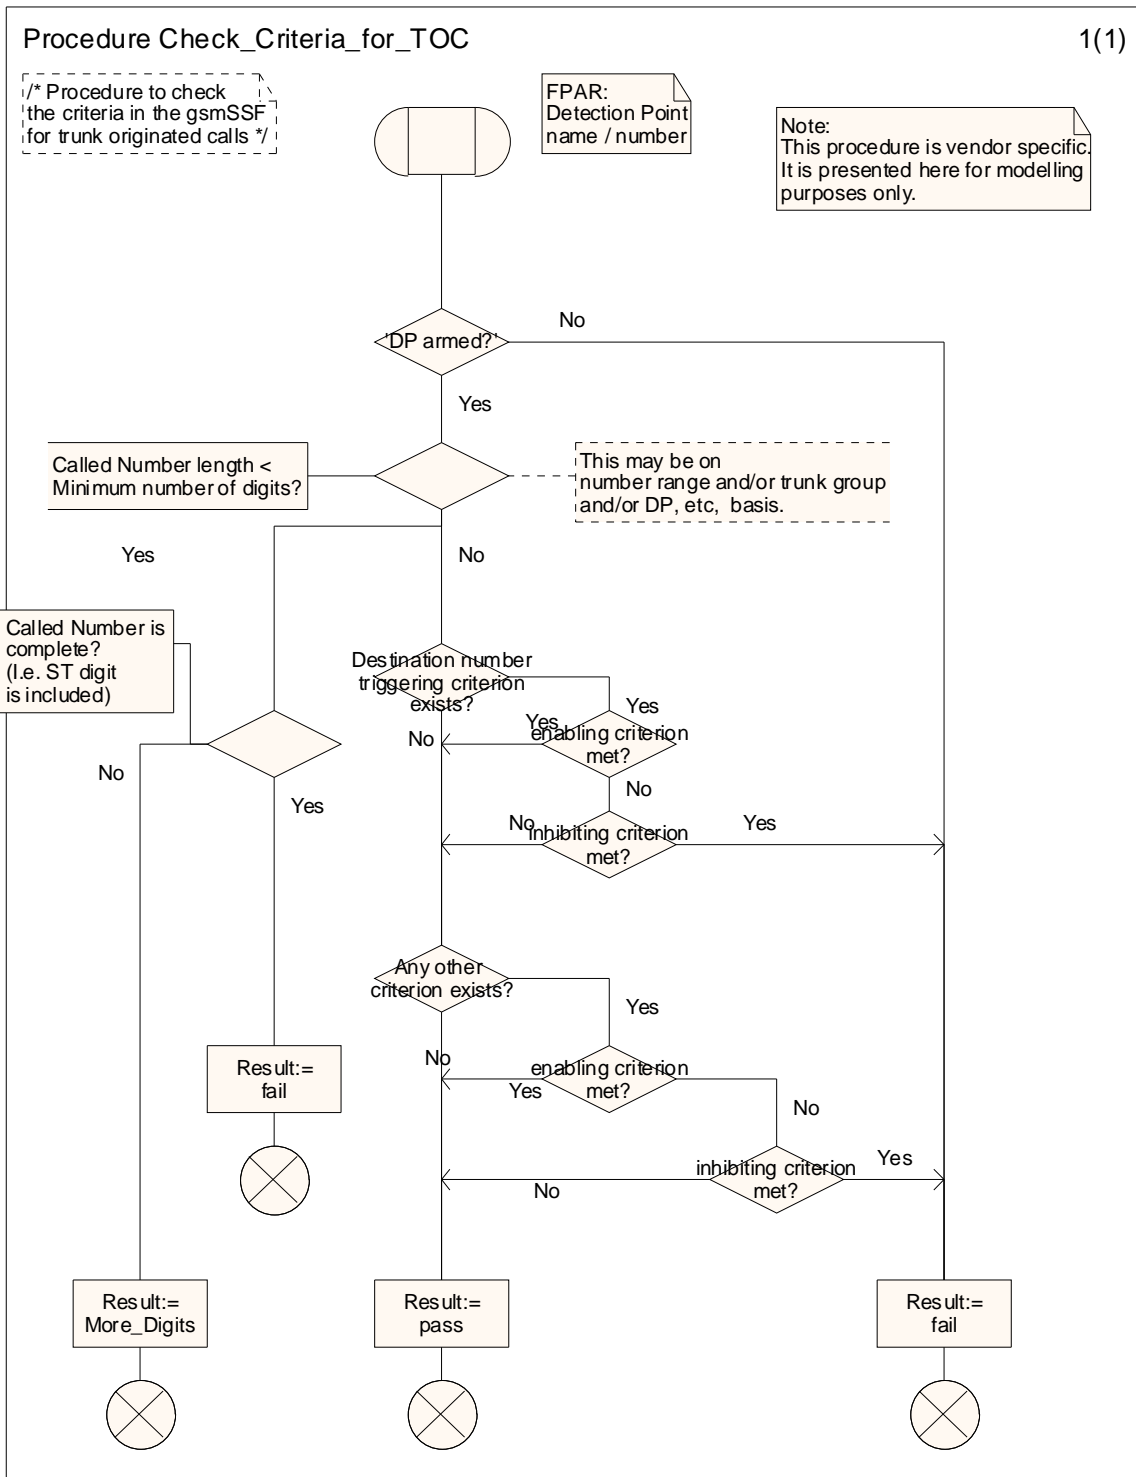 Procedure Check_Criteria_for_TOC
1(1)
/* Procedure to check
the criteria in the gsmSSF
for trunk originated calls */
FPAR:
Detection Point
name / number
Note:
This procedure is vendor specific.
It is presented here for modelling
purposes only.
'DP armed?'
No
Yes
Called Number length <
Minimum number of digits?
This may be on
number range and/or trunk group
and/or DP, etc, basis.
Yes
No
Called Number is
complete?
(I.e. ST digit
is included)
Destination number
triggering criterion
exists?
Yes
Yes
enabling criterion
met?
No
No
Yes
No
No
inhibiting criterion
met?
Yes
Any other
criterion exists?
Yes
No
enabling criterion
met?
Yes
No
Result:=
fail
inhibiting criterion
met?
Yes
No
Result:=
More_Digits
Result:=
pass
Result:=
fail